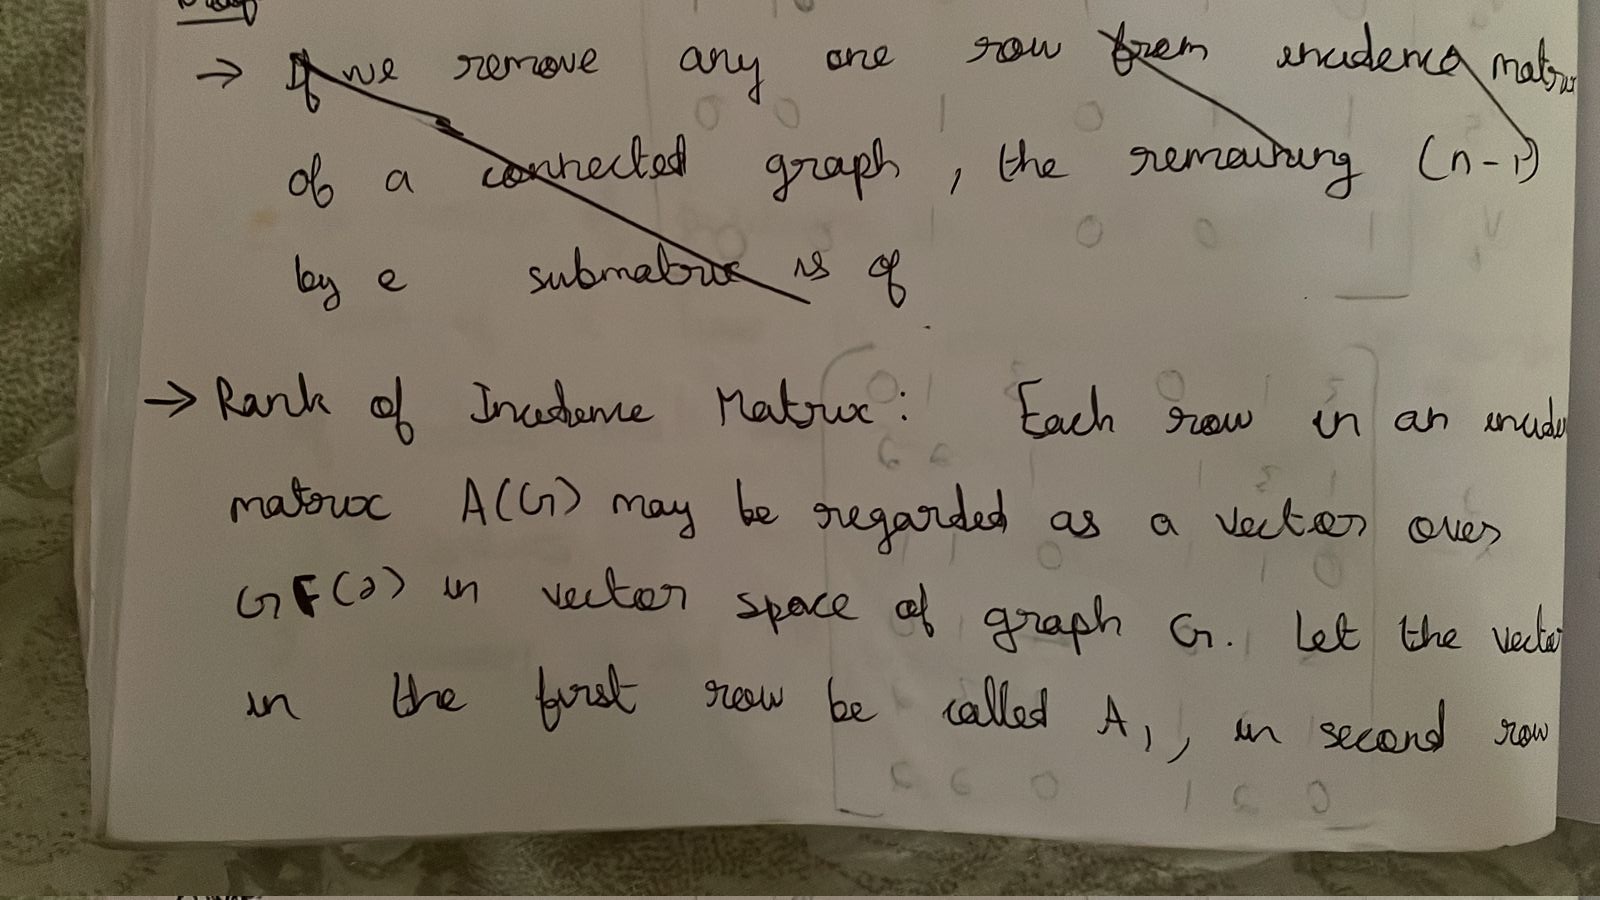 → If we remove any one row from incidence matrix
of a connected graph, the remaining (n-1)
by e submatrix is of
→ Rank of Incidence Matrix: Each row in an incide
matrix A(G) may be regarded as a vector over
GF(2) in vector space of graph G. Let the vector
in the first row be called A1, in second row